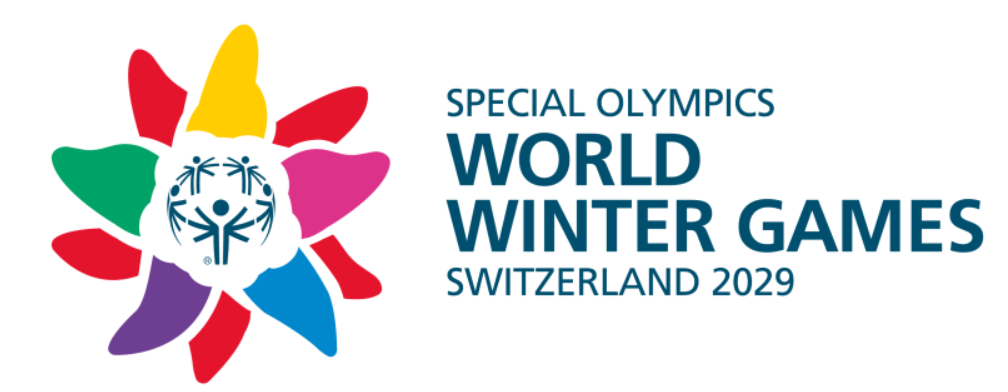 SPECIAL OLYMPICS
WORLD
WINTER GAMES
SWITZERLAND 2029
®